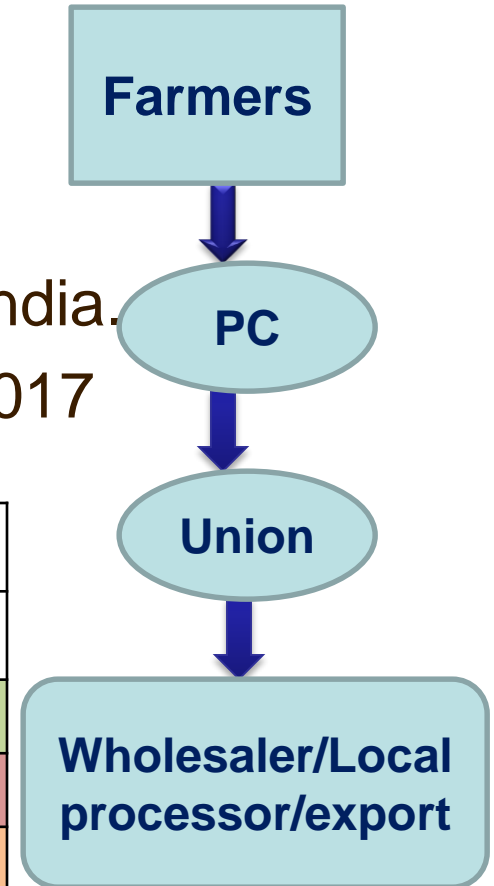 Farmers
ndia.
PC
017
Union
Wholesaler/Local
processor/export